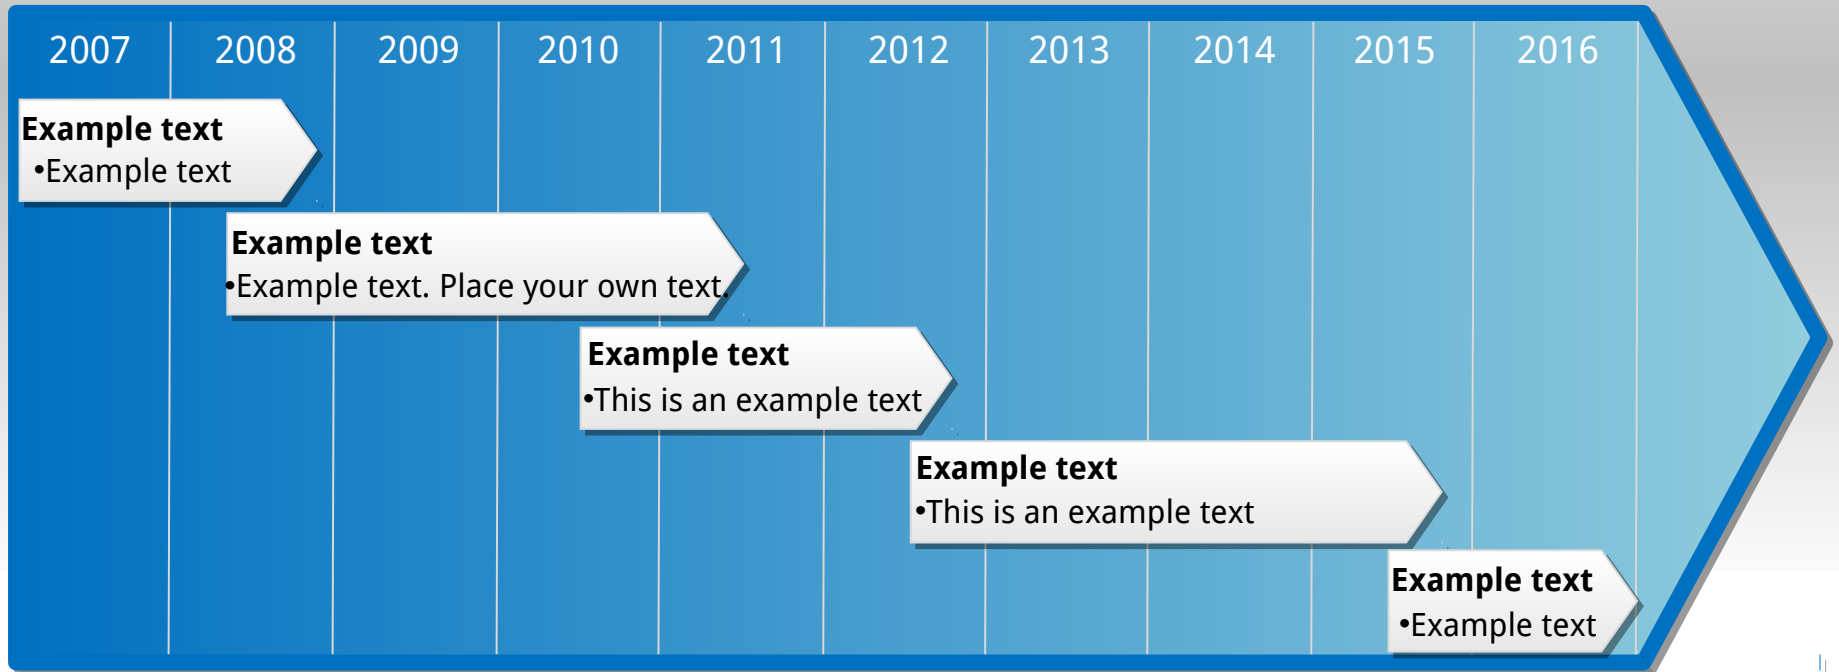 2007 2008 2009 2010 2011 2012 2013 2014 2015 2016
Example text
•Example text
Example text
•Example text. Place your own text.
Example text
•This is an example text
Example text
•This is an example text
Example text
•Example text